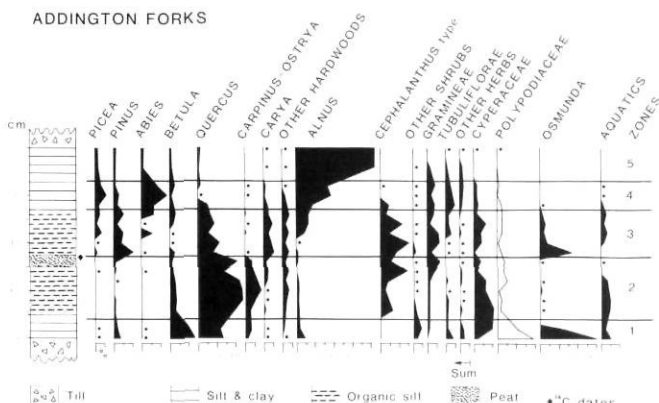 ADDINGTON FORKS
cm
PICEA
PINUS
ABIES
BETULA
QUERCUS
CARPINUS-OSTRYA
CARYA
OTHER HARDWOODS
ALNUS
CEPHALANTHUS type
OTHER SHRUBS
GRAMINEAE
TUBULIFLORAE
OTHER HERBS
CYPERACEAE
POLYPODIACEAE
OSMUNDA
AQUATICS
ZONES
5
4
3
2
1
Sum
Till
Silt & clay
Organic silt
Peat
¹⁴C dates